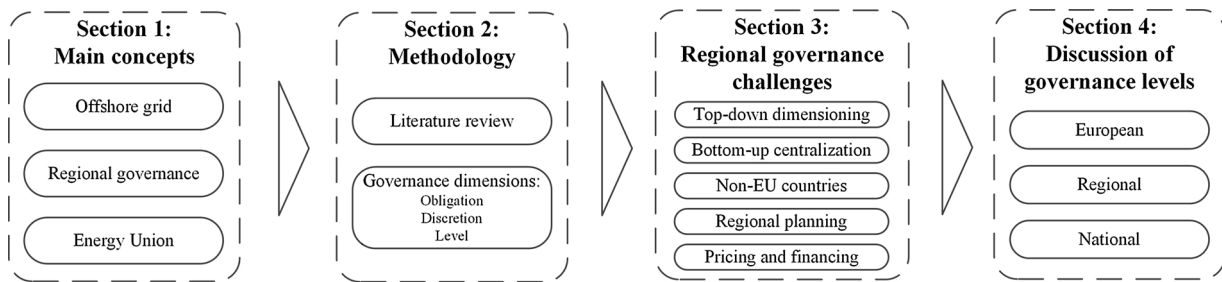 Section 1:
Main concepts
Offshore grid
Regional governance
Energy Union
Section 2:
Methodology
Literature review
Governance dimensions:
Obligation
Discretion
Level
Section 3:
Regional governance
challenges
Top-down dimensioning
Bottom-up centralization
Non-EU countries
Regional planning
Pricing and financing
Section 4:
Discussion of
governance levels
European
Regional
National